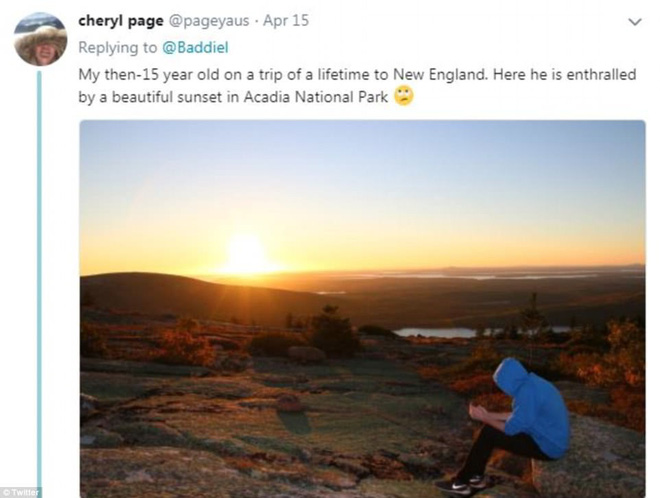 cheryl page @pageyaus · Apr 15
Replying to @Baddiel
My then-15 year old on a trip of a lifetime to New England. Here he is enthralled
by a beautiful sunset in Acadia National Park 🙄
©Twitter